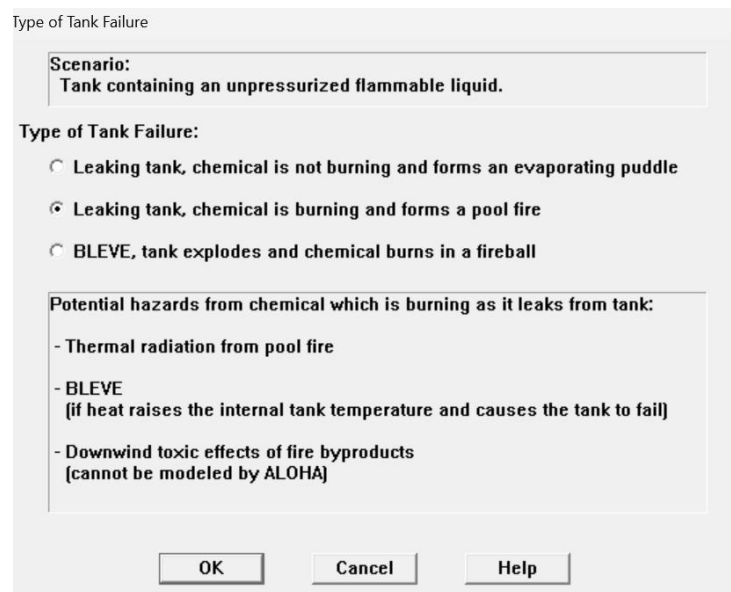 Type of Tank Failure
Scenario:
Tank containing an unpressurized flammable liquid.
Type of Tank Failure:
Leaking tank, chemical is not burning and forms an evaporating puddle
Leaking tank, chemical is burning and forms a pool fire
BLEVE, tank explodes and chemical burns in a fireball
Potential hazards from chemical which is burning as it leaks from tank:
- Thermal radiation from pool fire
- BLEVE
(if heat raises the internal tank temperature and causes the tank to fail)
- Downwind toxic effects of fire byproducts
(cannot be modeled by ALOHA)
OK
Cancel
Help